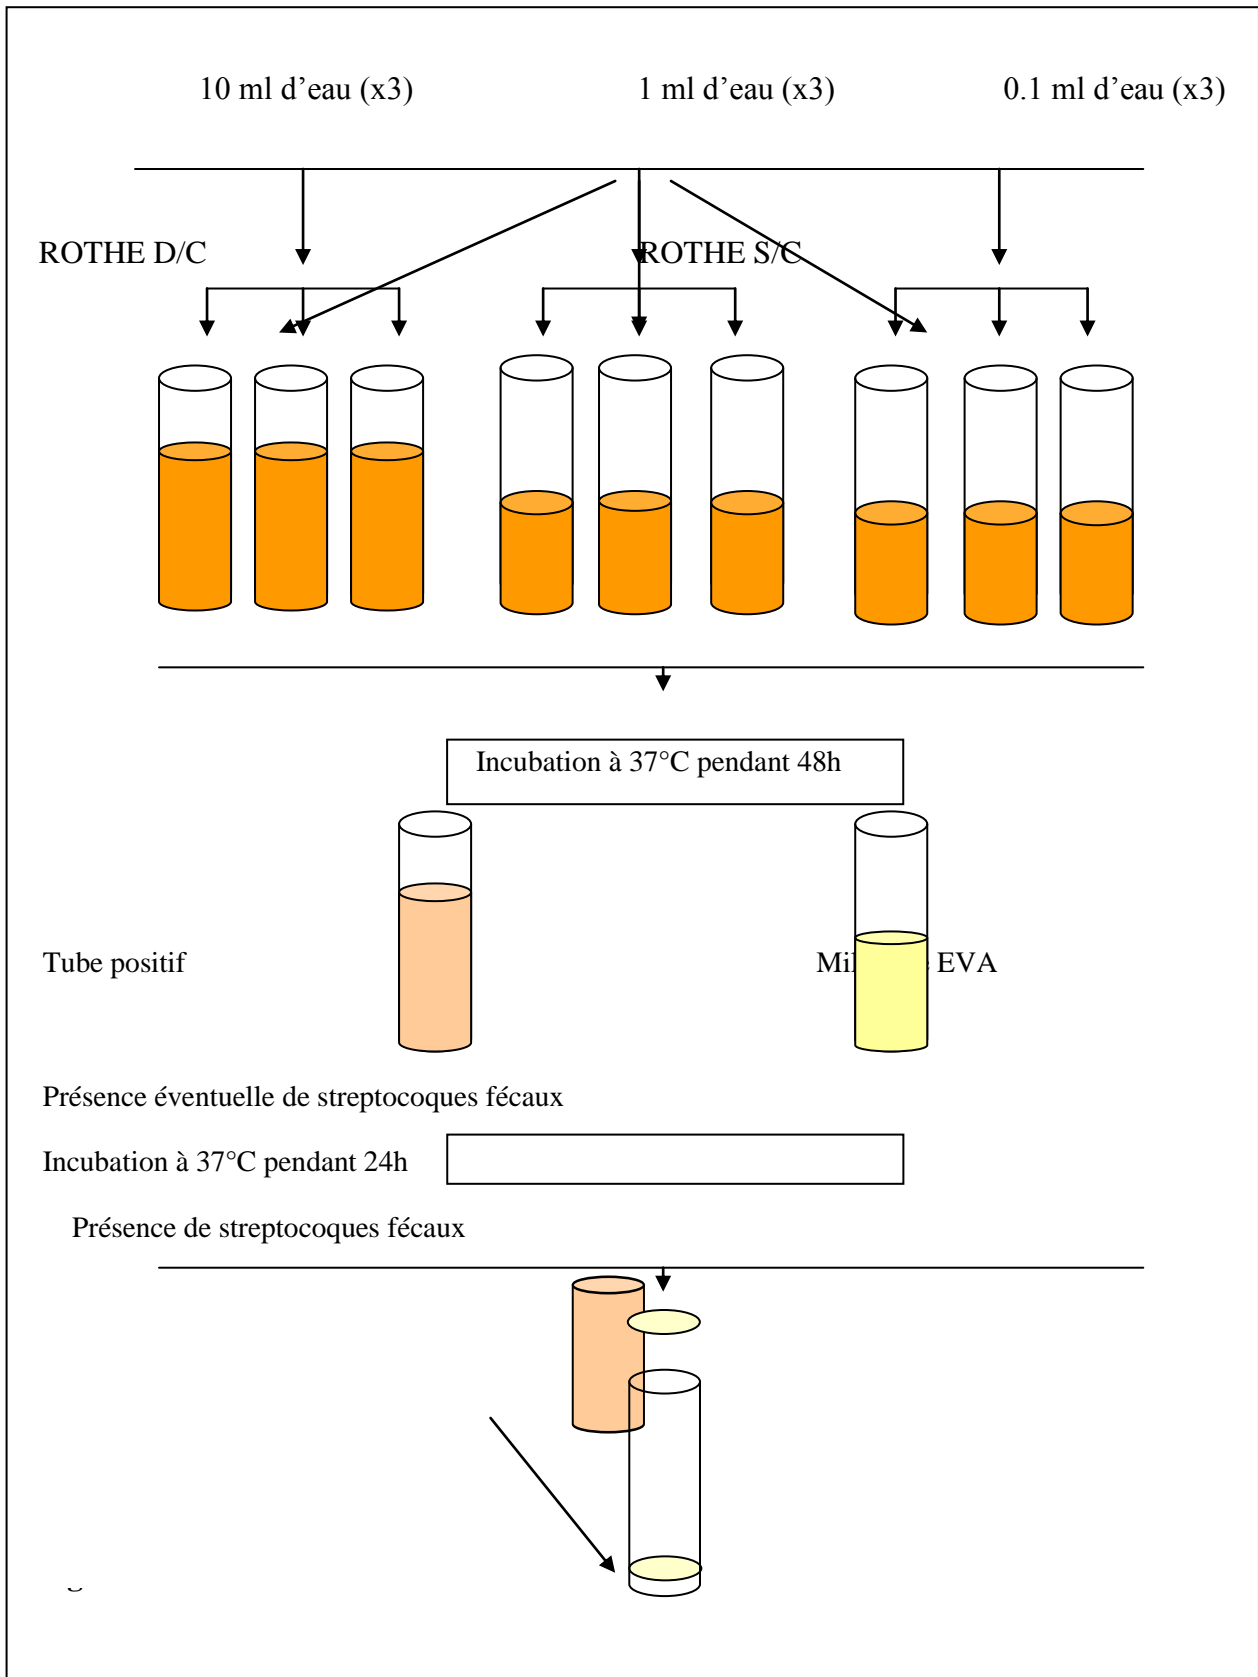 10 ml d’eau (x3) 1 ml d’eau (x3) 0.1 ml d’eau (x3)
ROTHE D/C ROTHE S/C
Incubation à 37°C pendant 48h
Tube positif EVA
Présence éventuelle de streptocoques fécaux
Incubation à 37°C pendant 24h
Présence de streptocoques fécaux